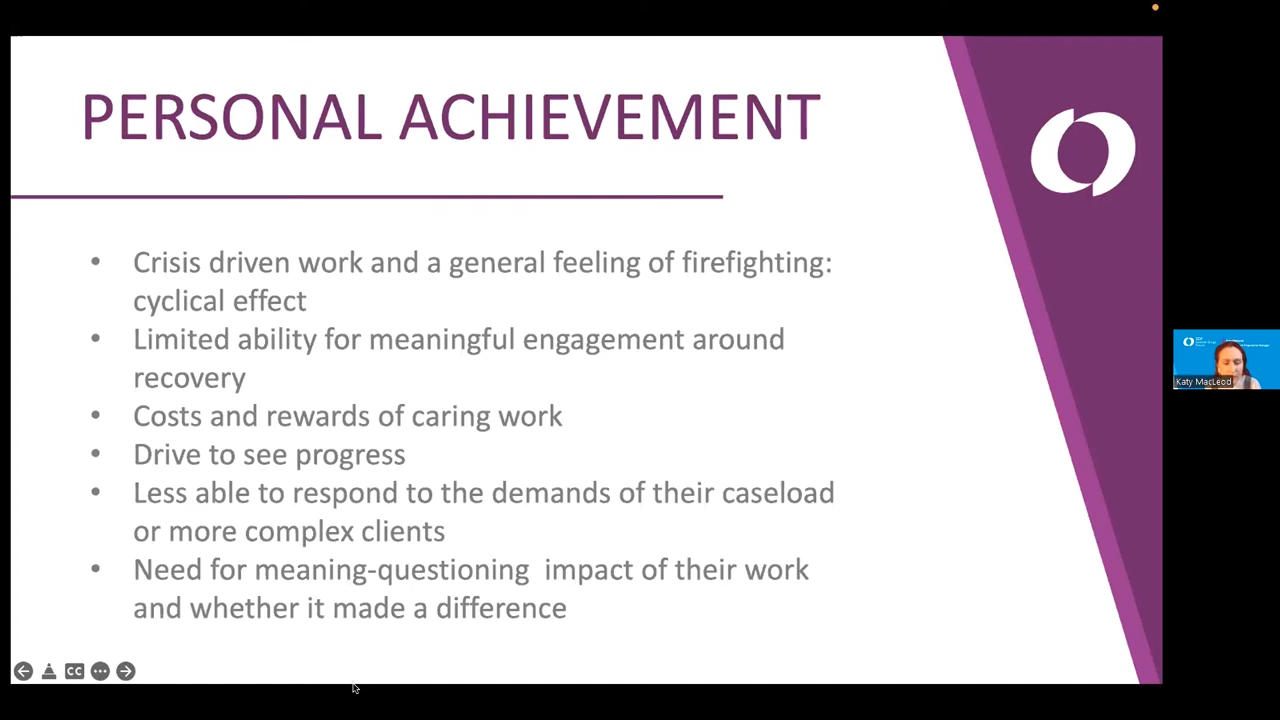 PERSONAL ACHIEVEMENT
• Crisis driven work and a general feeling of firefighting:
cyclical effect
• Limited ability for meaningful engagement around
recovery
• Costs and rewards of caring work
• Drive to see progress
• Less able to respond to the demands of their caseload
or more complex clients
• Need for meaning-questioning  impact of their work
and whether it made a difference
CC
Katy MacLeod